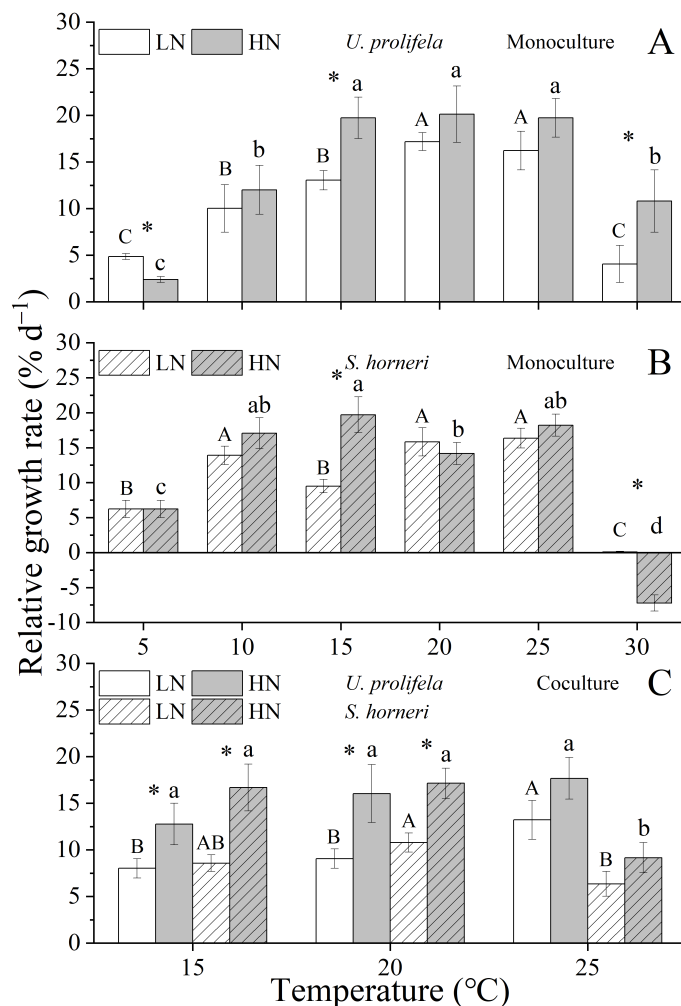 LN HN U. prolifela Monoculture A
30
25
20
15
10
5
0
C * c
B b
B * a
A a
A a
C * b
LN HN S. horneri Monoculture B
30
25
20
15
10
5
0
-5
-10
B c
A ab
B * a
A b
A ab
C * d
5 10 15 20 25 30
LN HN U. prolifela Coculture C
LN HN S. horneri
30
25
20
15
10
5
0
B * a AB * a
B * a A * a
A a B b
15 20 25
Relative growth rate (% d⁻¹)
Temperature (℃)